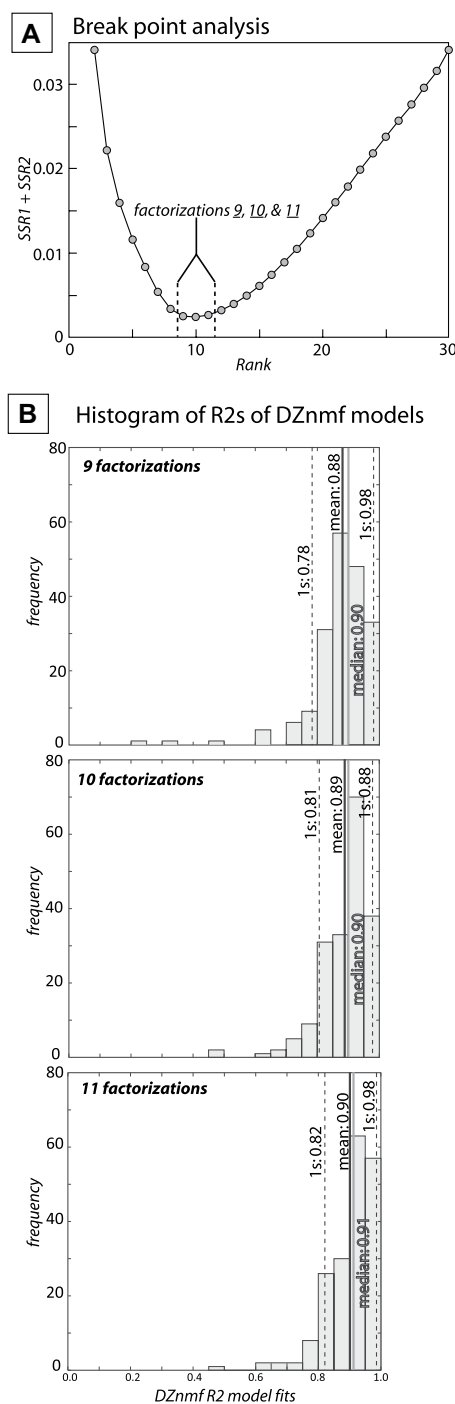 A Break point analysis
0.03
0.02
0.01
0
SSR1 + SSR2
factorizations 9, 10, & 11
0 10 20 30
Rank
B Histogram of R2s of DZnmf models
9 factorizations
80
60
40
20
0
frequency
1s: 0.78
mean: 0.88
median: 0.90
1s: 0.98
10 factorizations
80
60
40
20
0
frequency
1s: 0.81
mean: 0.89
median: 0.90
1s: 0.88
11 factorizations
80
60
40
20
0
frequency
1s: 0.82
mean: 0.90
median: 0.91
1s: 0.98
0.0 0.2 0.4 0.6 0.8 1.0
DZnmf R2 model fits